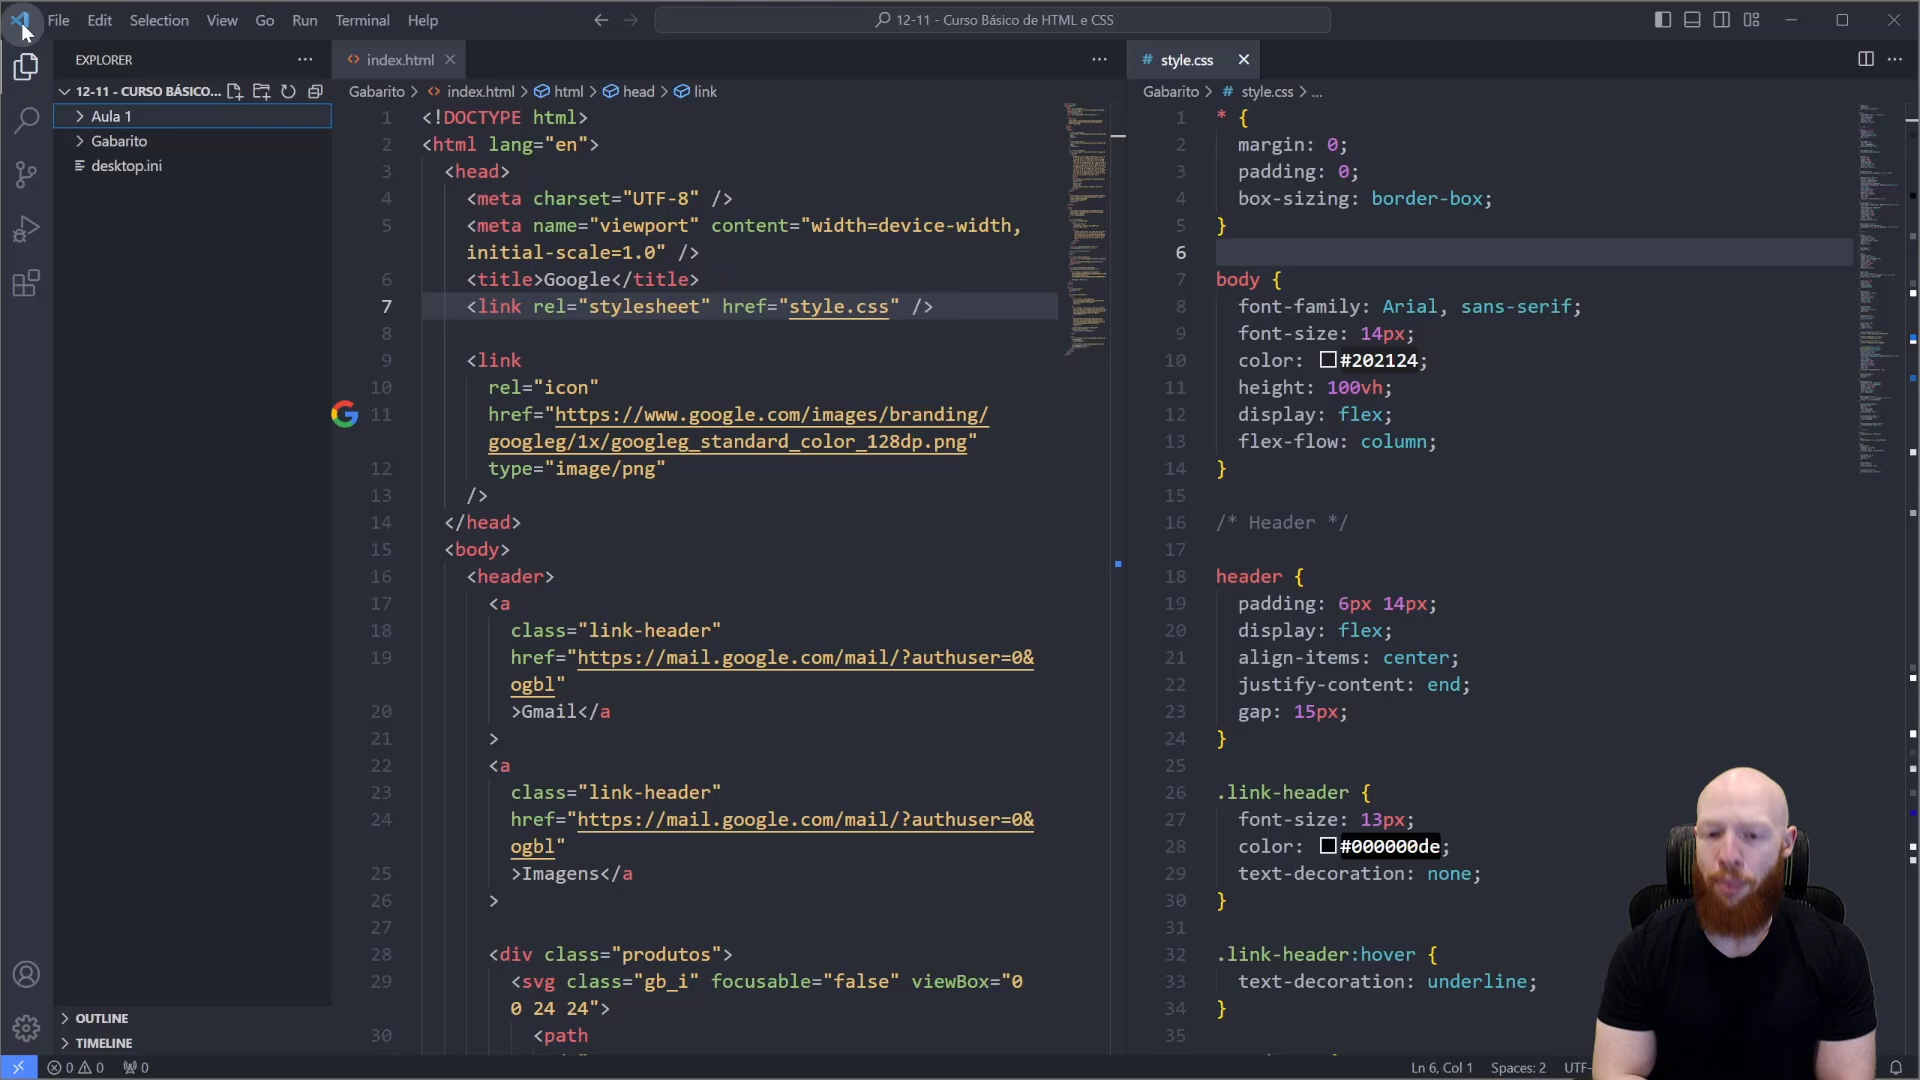 File Edit Selection View Go Run Terminal Help
12-11 - Curso Básico de HTML e CSS
EXPLORER
12-11 - CURSO BÁSICO...
Aula 1
Gabarito
desktop.ini
OUTLINE
TIMELINE
index.html
Gabarito > index.html > html > head > link
1 <!DOCTYPE html>
2 <html lang="en">
3 <head>
4 <meta charset="UTF-8" />
5 <meta name="viewport" content="width=device-width,
initial-scale=1.0" />
6 <title>Google</title>
7 <link rel="stylesheet" href="style.css" />
8
9 <link
10 rel="icon"
11 href="https://www.google.com/images/branding/
googleg/1x/googleg_standard_color_128dp.png"
12 type="image/png"
13 />
14 </head>
15 <body>
16 <header>
17 <a
18 class="link-header"
19 href="https://mail.google.com/mail/?authuser=0&
ogbl"
20 >Gmail</a
21 >
22 <a
23 class="link-header"
24 href="https://mail.google.com/mail/?authuser=0&
ogbl"
25 >Imagens</a
26 >
27
28 <div class="produtos">
29 <svg class="gb_i" focusable="false" viewBox="0
0 24 24">
30 <path
style.css
Gabarito > style.css > ...
1 * {
2 margin: 0;
3 padding: 0;
4 box-sizing: border-box;
5 }
6
7 body {
8 font-family: Arial, sans-serif;
9 font-size: 14px;
10 color: #202124;
11 height: 100vh;
12 display: flex;
13 flex-flow: column;
14 }
15
16 /* Header */
17
18 header {
19 padding: 6px 14px;
20 display: flex;
21 align-items: center;
22 justify-content: end;
23 gap: 15px;
24 }
25
26 .link-header {
27 font-size: 13px;
28 color: #000000de;
29 text-decoration: none;
30 }
31
32 .link-header:hover {
33 text-decoration: underline;
34 }
35
0 0 0
Ln 6, Col 1 Spaces: 2 UTF-